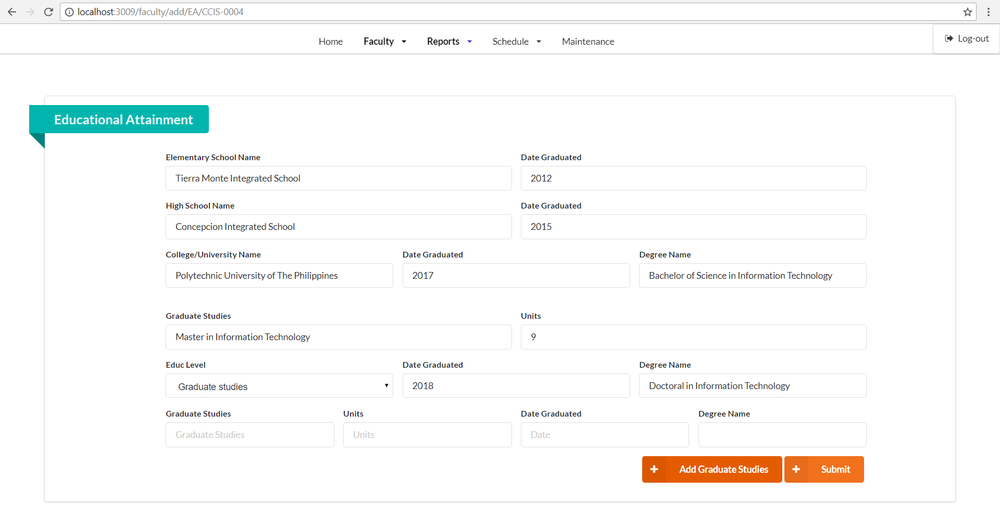 localhost:3009/faculty/add/EA/CCIS-0004
Home Faculty Reports Schedule Maintenance Log-out
Educational Attainment
Elementary School Name Date Graduated
Tierra Monte Integrated School 2012
High School Name Date Graduated
Concepcion Integrated School 2015
College/University Name Date Graduated Degree Name
Polytechnic University of The Philippines 2017 Bachelor of Science in Information Technology
Graduate Studies Units
Master in Information Technology 9
Educ Level Date Graduated Degree Name
Graduate studies 2018 Doctoral in Information Technology
Graduate Studies Units Date Graduated Degree Name
Graduate Studies Units Date
Add Graduate Studies Submit